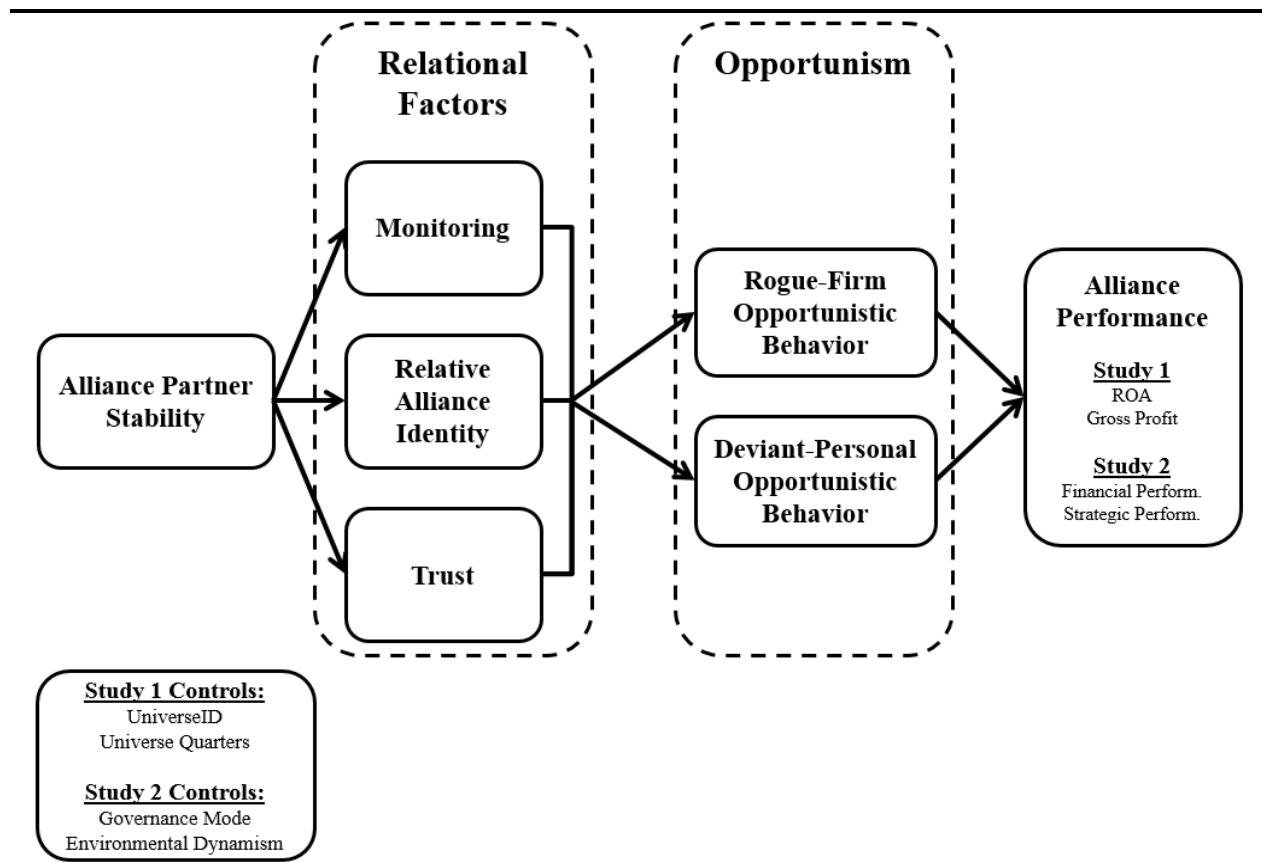 Relational
Factors
Opportunism
Monitoring
Relative
Alliance
Identity
Trust
Alliance Partner
Stability
Rogue-Firm
Opportunistic
Behavior
Deviant-Personal
Opportunistic
Behavior
Alliance
Performance
Study 1
ROA
Gross Profit
Study 2
Financial Perform.
Strategic Perform.
Study 1 Controls:
UniverseID
Universe Quarters
Study 2 Controls:
Governance Mode
Environmental Dynamism